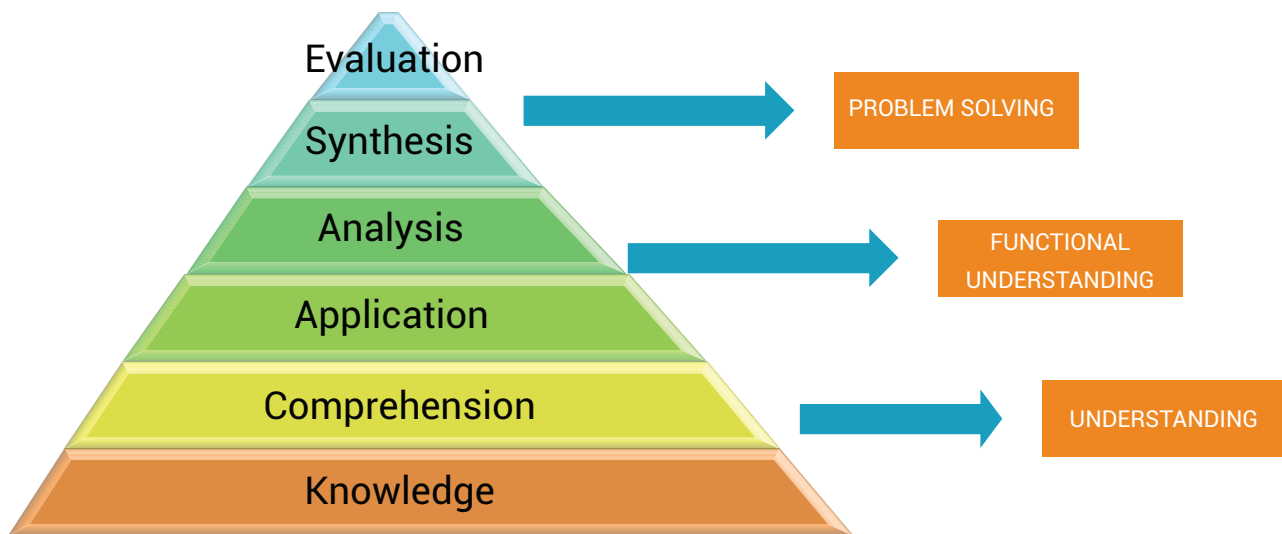 Evaluation
PROBLEM SOLVING
Synthesis
Analysis
FUNCTIONAL
UNDERSTANDING
Application
Comprehension
UNDERSTANDING
Knowledge